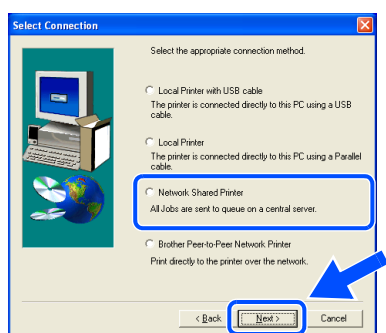 Select Connection
Select the appropriate connection method.
Local Printer with USB cable
The printer is connected directly to this PC using a USB
cable.
Local Printer
The printer is connected directly to this PC using a Parallel
cable.
Network Shared Printer
All Jobs are sent to queue on a central server.
Brother Peer-to-Peer Network Printer
Print directly to the printer over the network.
< Back Next > Cancel